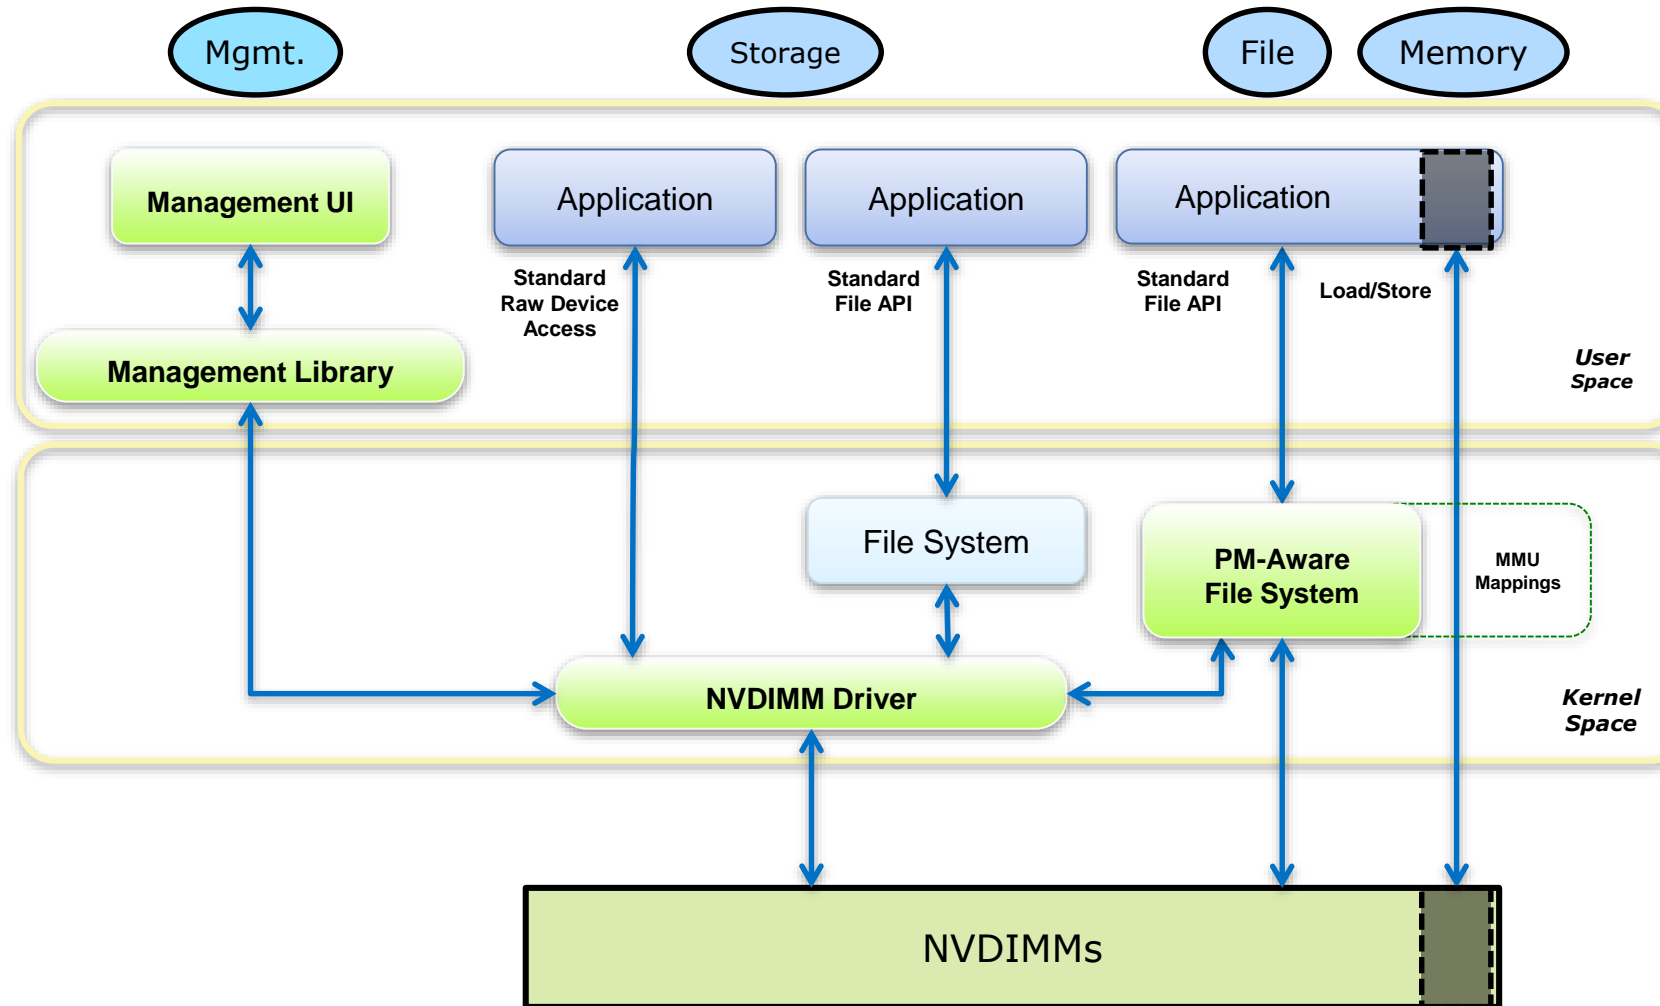 Mgmt.
Storage
File
Memory
Management UI
Application
Application
Application
Standard
Raw Device
Access
Standard
File API
Standard
File API
Load/Store
Management Library
User
Space
File System
PM-Aware
File System
MMU
Mappings
NVDIMM Driver
Kernel
Space
NVDIMMs